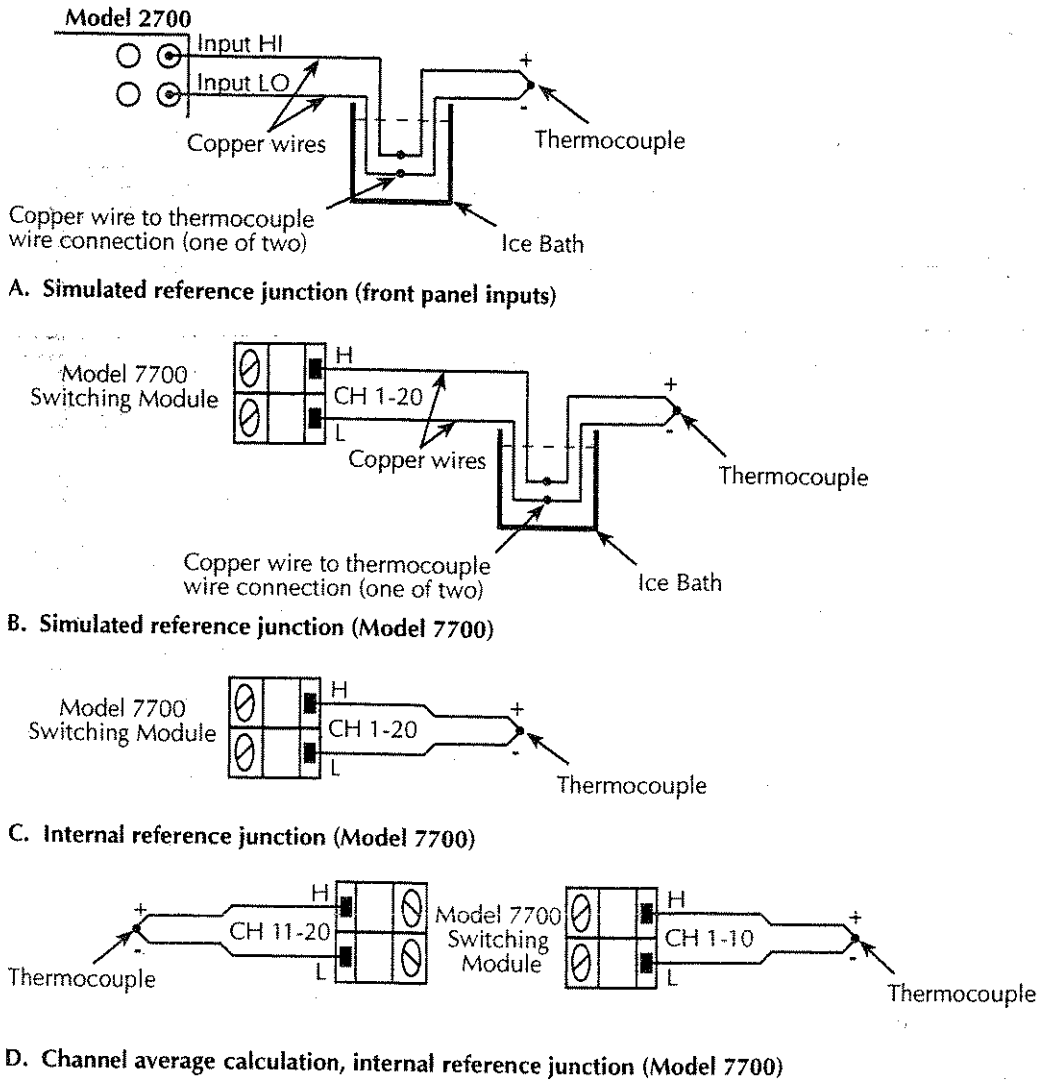 Model 2700
Input HI
Input LO
+
-
Copper wires
Thermocouple
Copper wire to thermocouple
wire connection (one of two)
Ice Bath
A. Simulated reference junction (front panel inputs)
Model 7700
Switching Module
H
CH 1-20
L
+
-
Copper wires
Thermocouple
Copper wire to thermocouple
wire connection (one of two)
Ice Bath
B. Simulated reference junction (Model 7700)
Model 7700
Switching Module
H
CH 1-20
L
+
-
Thermocouple
C. Internal reference junction (Model 7700)
+
-
H
CH 11-20
L
Thermocouple
Model 7700
Switching
Module
H
CH 1-10
L
+
-
Thermocouple
D. Channel average calculation, internal reference junction (Model 7700)